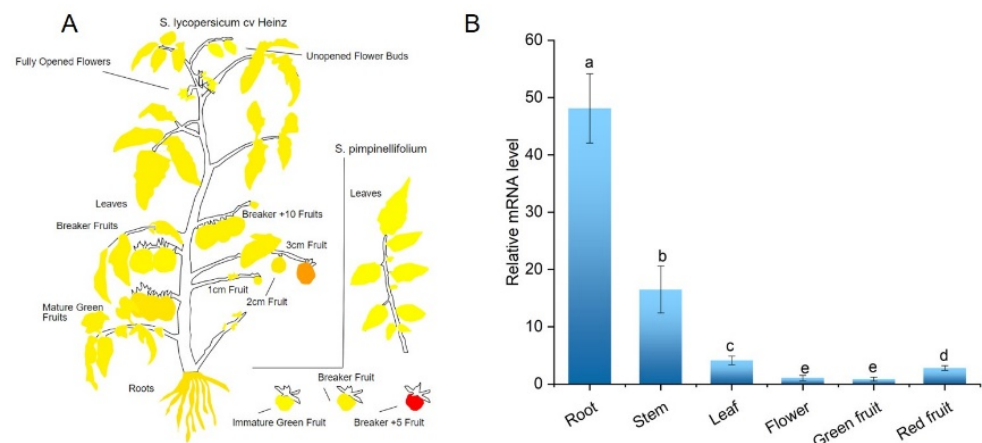 A
S. lycopersicum cv Heinz
Unopened Flower Buds
Fully Opened Flowers
S. pimpinellifolium
Leaves
Leaves
Breaker +10 Fruits
Breaker Fruits
3cm Fruit
1cm Fruit
2cm Fruit
Mature Green
Fruits
Roots
Breaker Fruit
Immature Green Fruit
Breaker +5 Fruit
B
Relative mRNA level
60
50
40
30
20
10
0
a
b
c
e
e
d
Root
Stem
Leaf
Flower
Green fruit
Red fruit